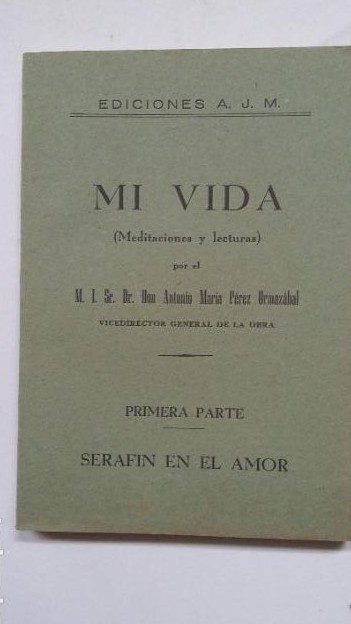 EDICIONES A. J. M.
MI VIDA
(Meditaciones y lecturas)
por el
M. I. Sr. Dr. Don Antonio María Pérez Ormazábal
VICEDIRECTOR GENERAL DE LA OBRA
PRIMERA PARTE
SERAFIN EN EL AMOR